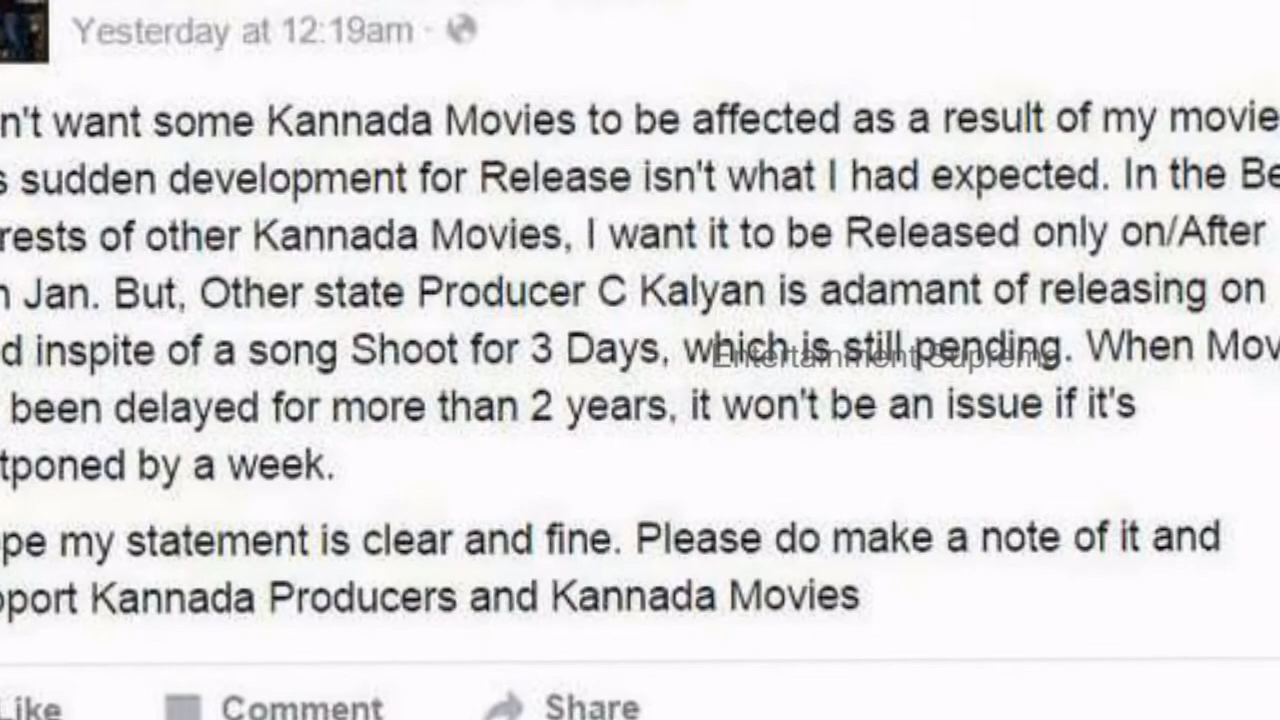 Yesterday at 12:19am ·
n't want some Kannada Movies to be affected as a result of my movie
s sudden development for Release isn't what I had expected. In the Be
rests of other Kannada Movies, I want it to be Released only on/After
n Jan. But, Other state Producer C Kalyan is adamant of releasing on
d inspite of a song Shoot for 3 Days, which is still pending. When Mov
Entertainment Supreme
been delayed for more than 2 years, it won't be an issue if it's
tponed by a week.
pe my statement is clear and fine. Please do make a note of it and
pport Kannada Producers and Kannada Movies
Like Comment Share